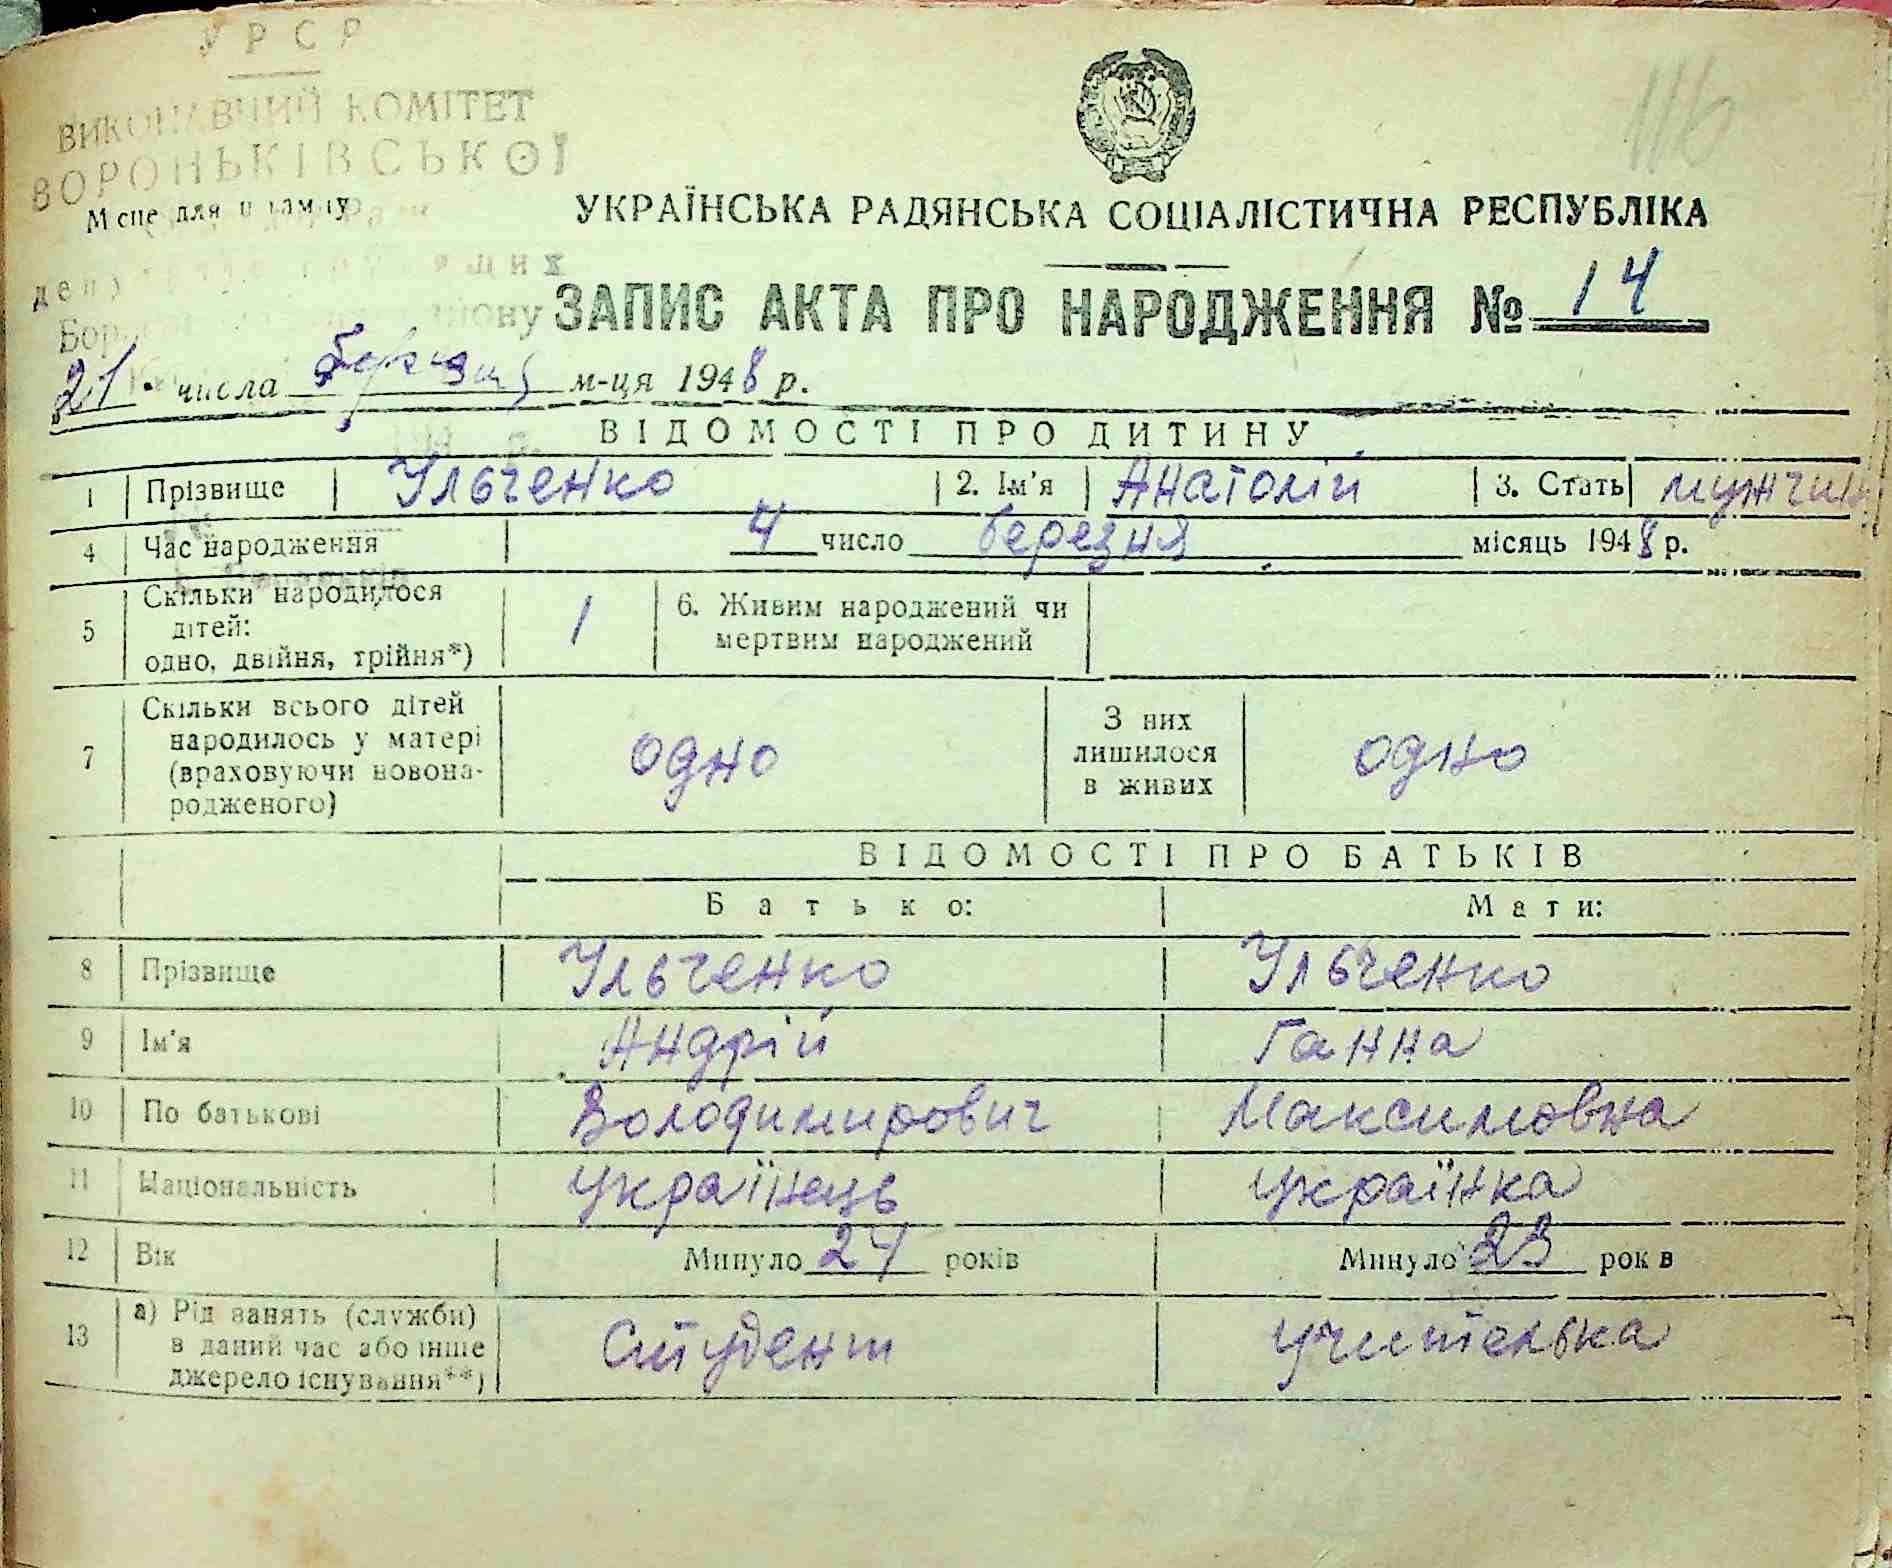 УРСР
ВИКОНАВЧИЙ КОМІТЕТ
ВОРОНЬКІВСЬКОЇ
Місце для штампу
116
УКРАЇНСЬКА РАДЯНСЬКА СОЦІАЛІСТИЧНА РЕСПУБЛІКА
ЗАПИС АКТА ПРО НАРОДЖЕННЯ № 14
21 числа березня м-ця 1948 р.
ВІДОМОСТІ ПРО ДИТИНУ
1 Прізвище Ульченко 2. Ім'я Анатолій 3. Стать мужчин
4 Час народження 4 число березня місяць 1948 р.
5 Скільки народилося
дітей:
одно, двійня, трійня*) 1 6. Живим народжений чи
мертвим народжений
7 Скільки всього дітей
народилось у матері
(враховуючи новона-
родженого) одно З них
лишилося
в живих одно
ВІДОМОСТІ ПРО БАТЬКІВ
Батько: Мати:
8 Прізвище Ульченко Ульченко
9 Ім'я Андрій Ганна
10 По батькові Володимирович Максимовна
11 Національність українець українка
12 Вік Минуло 24 років Минуло 23 років
13 а) Рід занять (служби)
в даний час або інше
джерело існування**) Студент учителька